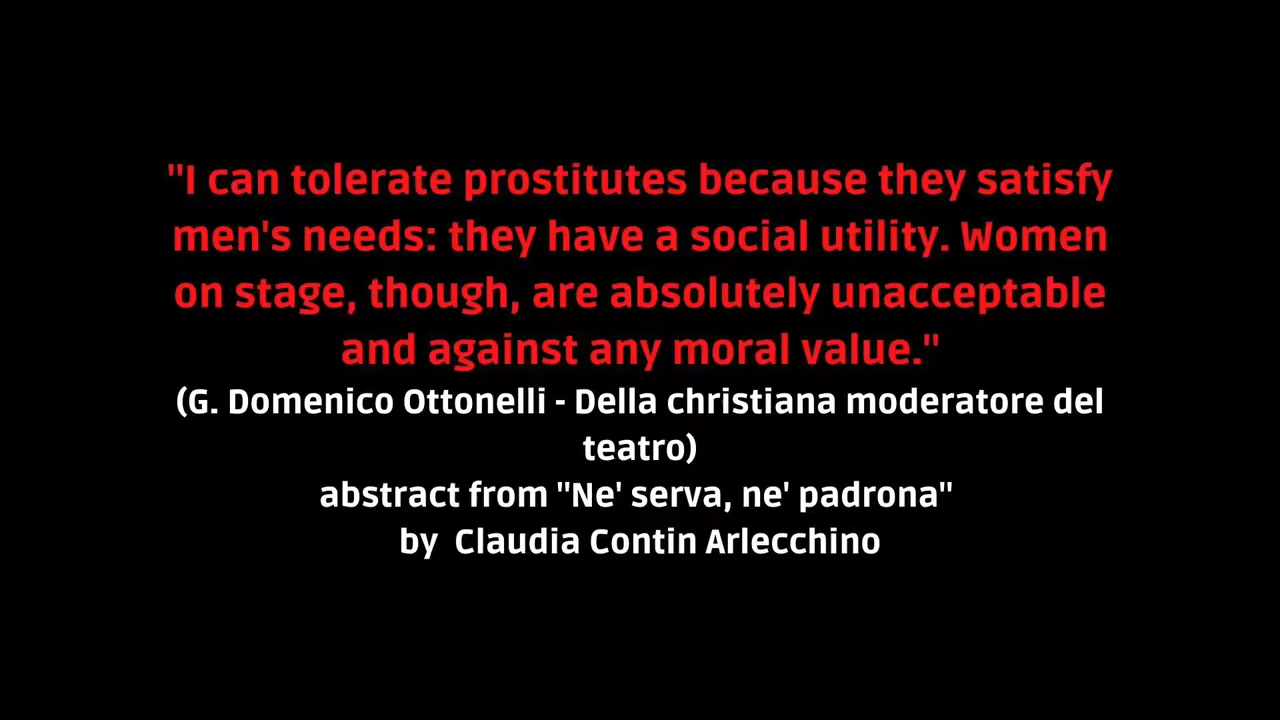 "I can tolerate prostitutes because they satisfy
men's needs: they have a social utility. Women
on stage, though, are absolutely unacceptable
and against any moral value."
(G. Domenico Ottonelli - Della christiana moderatore del
teatro)
abstract from "Ne' serva, ne' padrona"
by  Claudia Contin Arlecchino